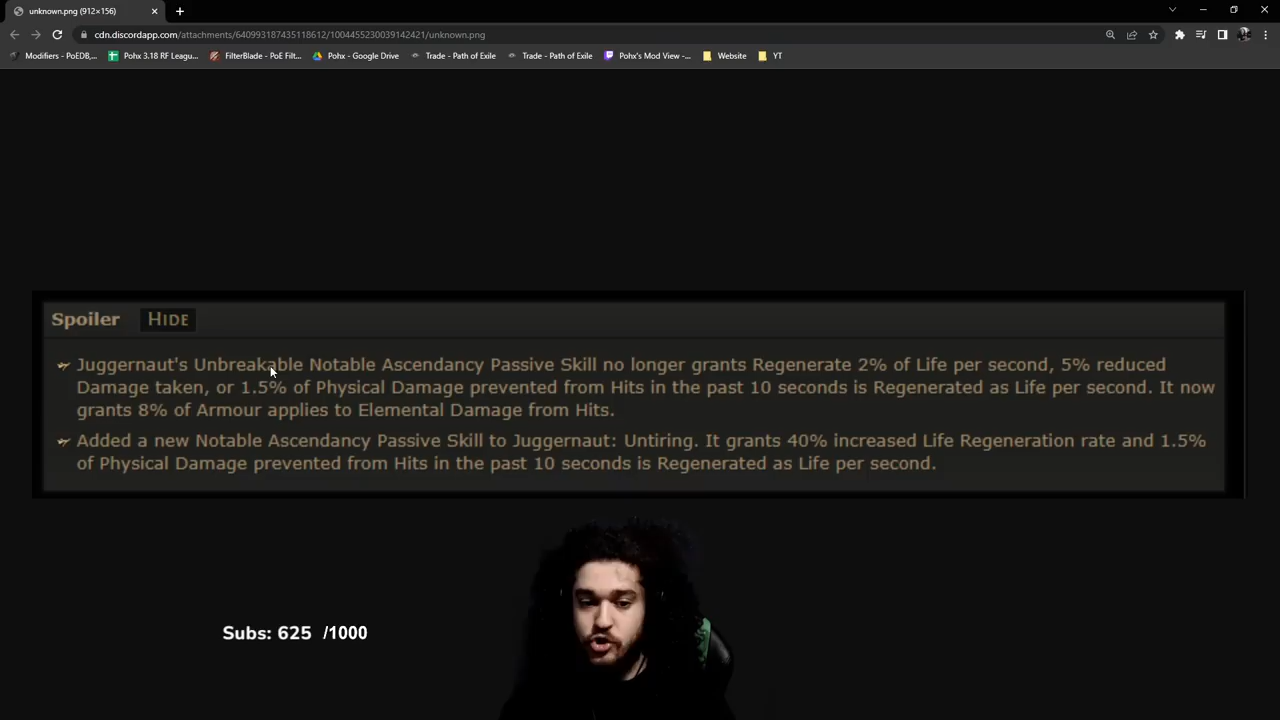 unknown.png (912×156)
cdn.discordapp.com/attachments/640993187435118612/1004455230039142421/unknown.png
Modifiers - PoEDB,... Pohx 3.18 RF Leagu... FilterBlade - PoE Filt... Pohx - Google Drive Trade - Path of Exile Trade - Path of Exile Pohx's Mod View -... Website YT
Spoiler HIDE
Juggernaut's Unbreakable Notable Ascendancy Passive Skill no longer grants Regenerate 2% of Life per second, 5% reduced
Damage taken, or 1.5% of Physical Damage prevented from Hits in the past 10 seconds is Regenerated as Life per second. It now
grants 8% of Armour applies to Elemental Damage from Hits.
Added a new Notable Ascendancy Passive Skill to Juggernaut: Untiring. It grants 40% increased Life Regeneration rate and 1.5%
of Physical Damage prevented from Hits in the past 10 seconds is Regenerated as Life per second.
Subs: 625 /1000